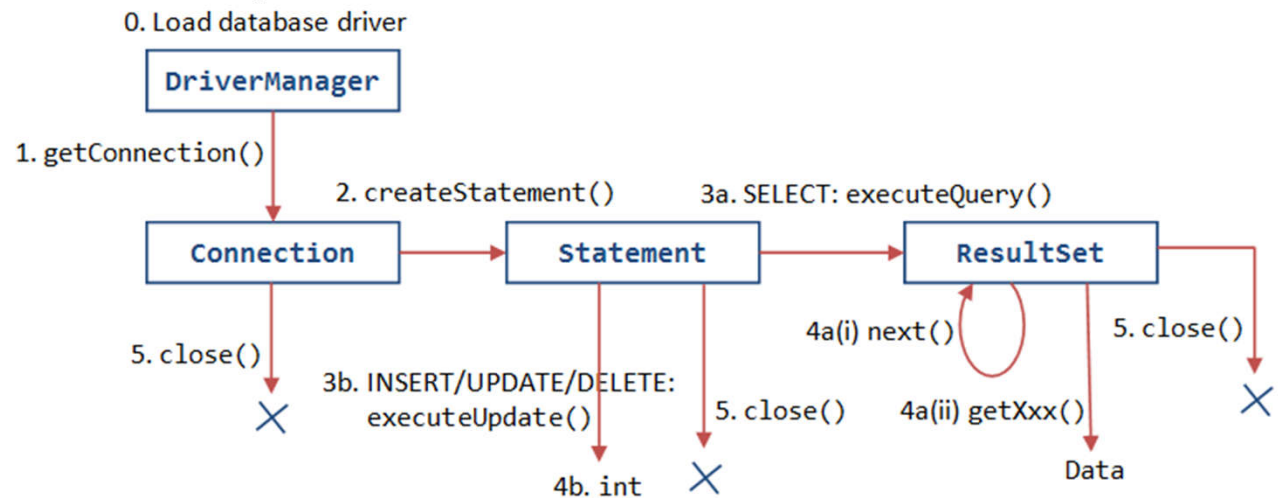 0. Load database driver
DriverManager
1. getConnection()
2. createStatement()
3a. SELECT: executeQuery()
Connection
Statement
ResultSet
4a(i) next()
5. close()
5. close()
3b. INSERT/UPDATE/DELETE:
executeUpdate()
5. close()
4a(ii) getXxx()
4b. int
Data